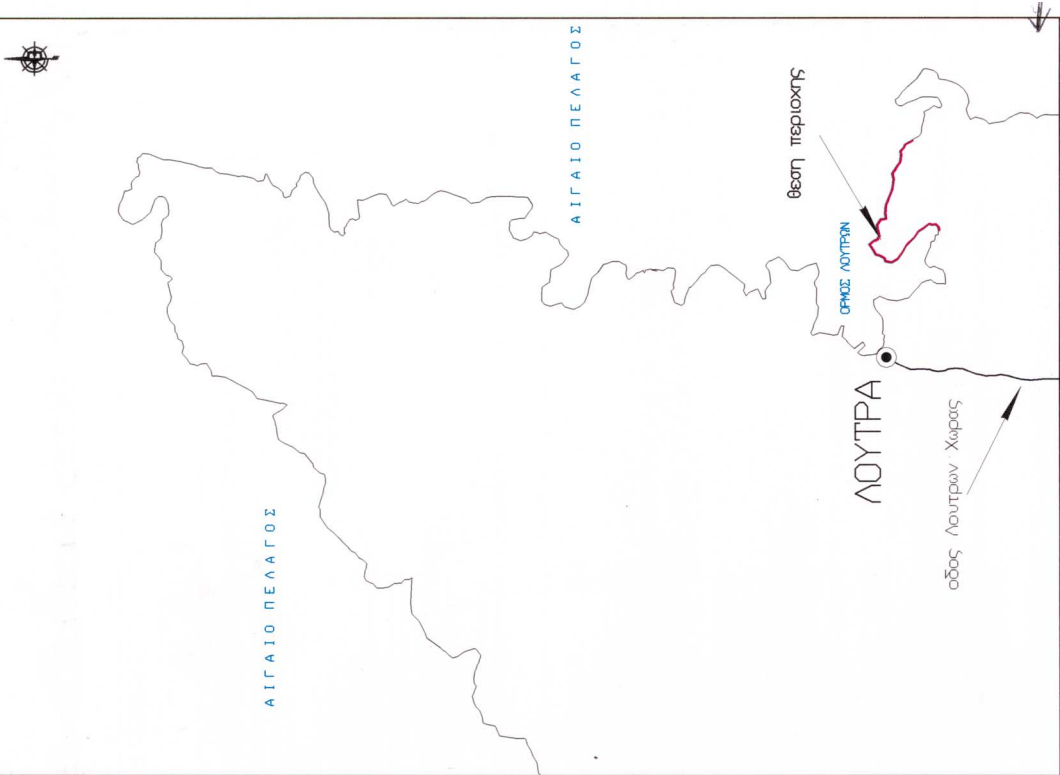 ΑΙΓΑΙΟ ΠΕΛΑΓΟΣ
θεση περιοχης
ΟΡΜΟΣ ΛΟΥΤΡΩΝ
ΛΟΥΤΡΑ
οδος Λουτρων Χωρας
ΑΙΓΑΙΟ ΠΕΛΑΓΟΣ